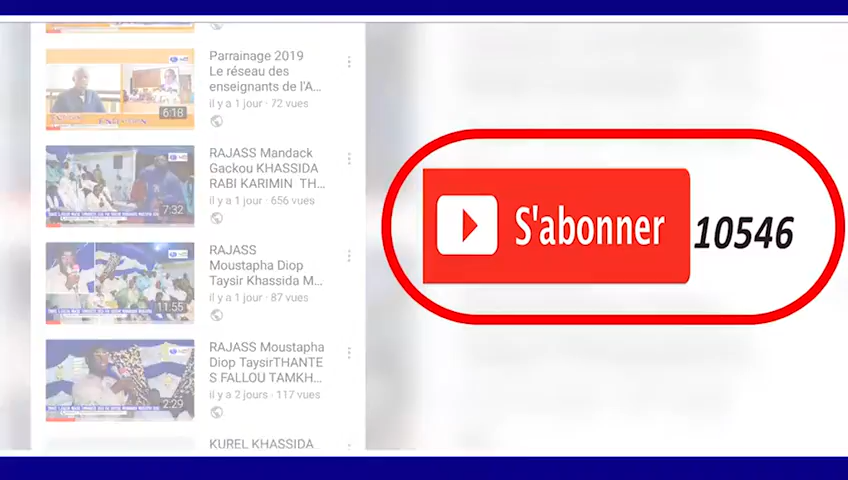 Parrainage 2019
Le réseau des
enseignants de l'A...
il y a 1 jour · 72 vues
6:18
RAJASS Mandack
Gackou KHASSIDA
RABI KARIMIN TH...
il y a 1 jour · 656 vues
7:32
RAJASS
Moustapha Diop
Taysir Khassida M...
il y a 1 jour · 87 vues
11:55
RAJASS Moustapha
Diop TaysirTHANTE
S FALLOU TAMKH...
il y a 2 jours · 117 vues
2:29
KUREL KHASSIDA
S'abonner
10546